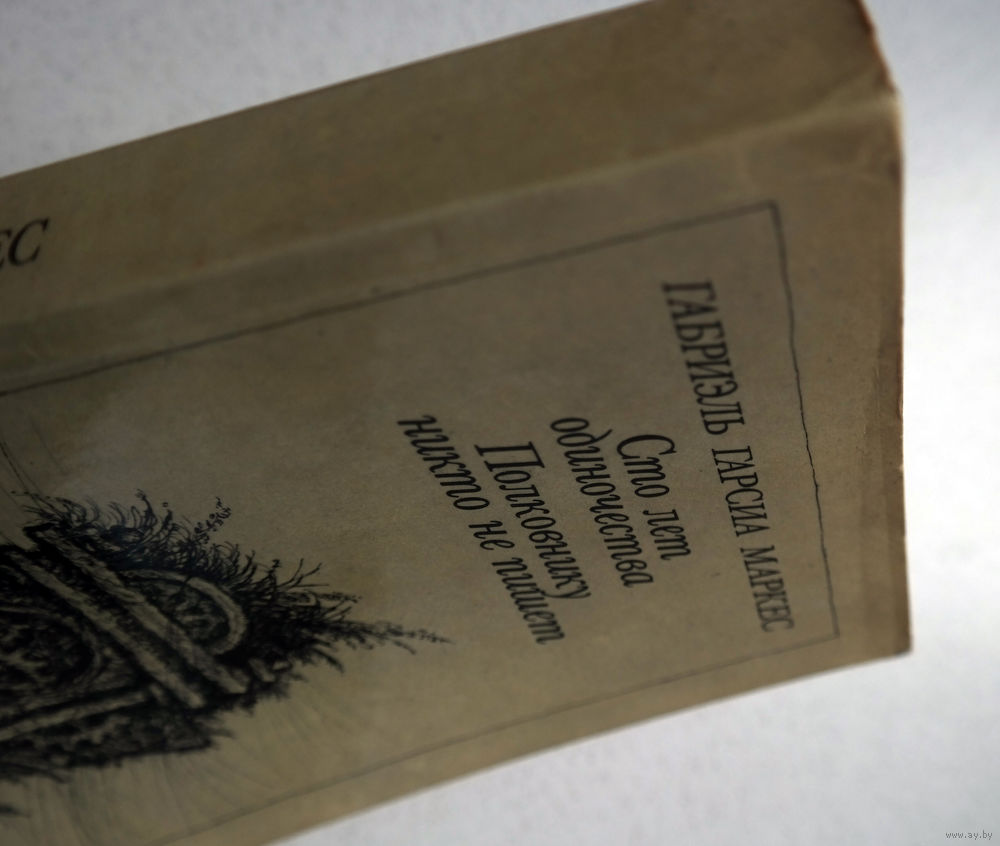 ГАБРИЭЛЬ ГАРСИА МАРКЕС
Сто лет
одиночества
Полковнику
никто не пишет
ЕС
www.ay.by